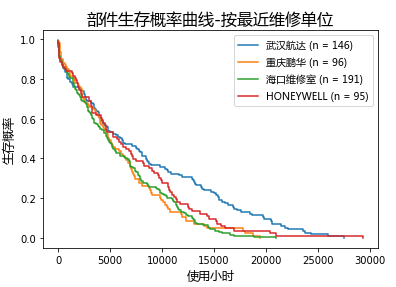 部件生存概率曲线-按最近维修单位
武汉航达 (n = 146)
重庆鹏华 (n = 96)
海口维修室 (n = 191)
HONEYWELL (n = 95)
生存概率
1.0
0.8
0.6
0.4
0.2
0.0
0
5000
10000
15000
20000
25000
30000
使用小时